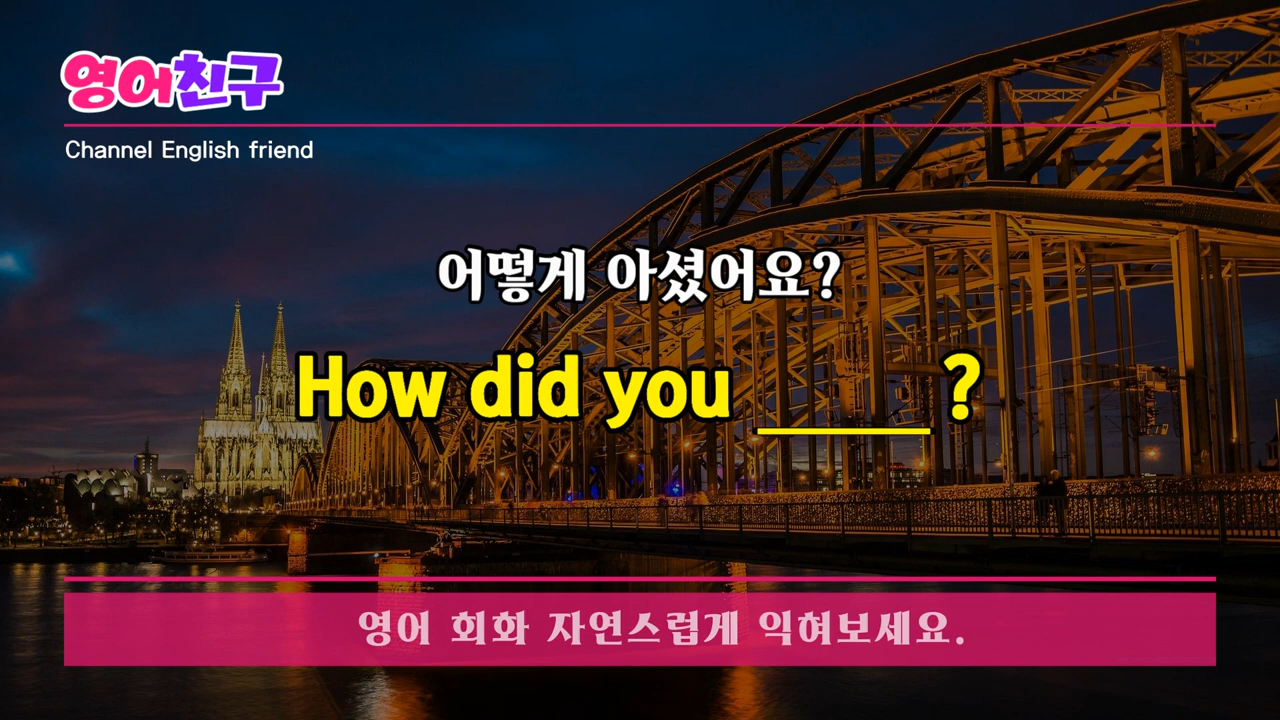 영어친구
Channel English friend
어떻게 아셨어요?
How did you _____ ?
영어 회화 자연스럽게 익혀보세요.